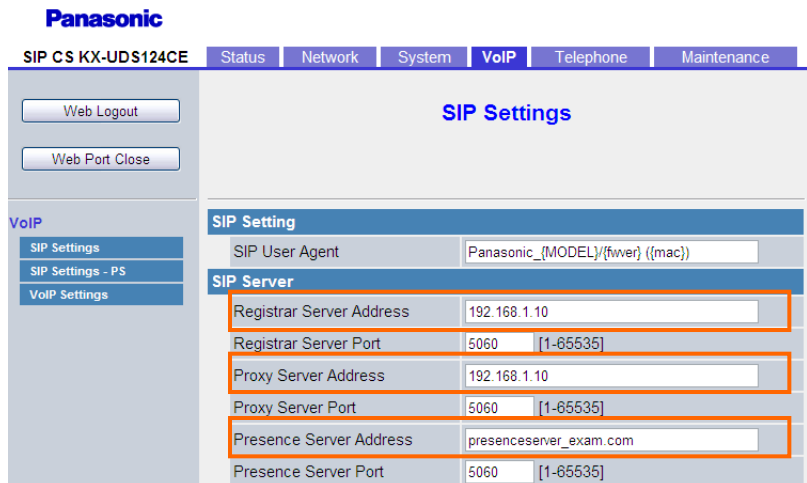 Panasonic
SIP CS KX-UDS124CE Status Network System VoIP Telephone Maintenance
Web Logout
Web Port Close
SIP Settings
VoIP
SIP Settings
SIP Settings - PS
VoIP Settings
SIP Setting
SIP User Agent Panasonic_{MODEL}/{fwver} ({mac})
SIP Server
Registrar Server Address 192.168.1.10
Registrar Server Port 5060 [1-65535]
Proxy Server Address 192.168.1.10
Proxy Server Port 5060 [1-65535]
Presence Server Address presenceserver_exam.com
Presence Server Port 5060 [1-65535]